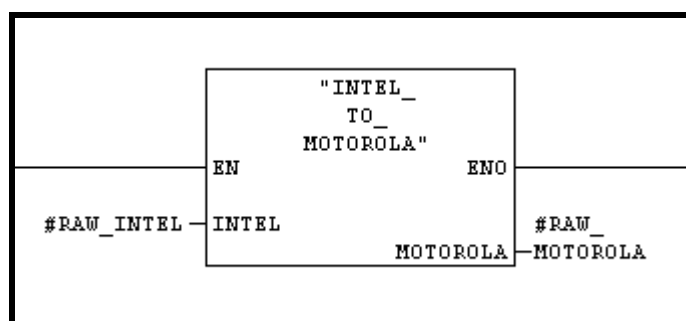 "INTEL_
TO_
MOTOROLA"
EN ENO
#RAW_INTEL INTEL #RAW_
MOTOROLA MOTOROLA